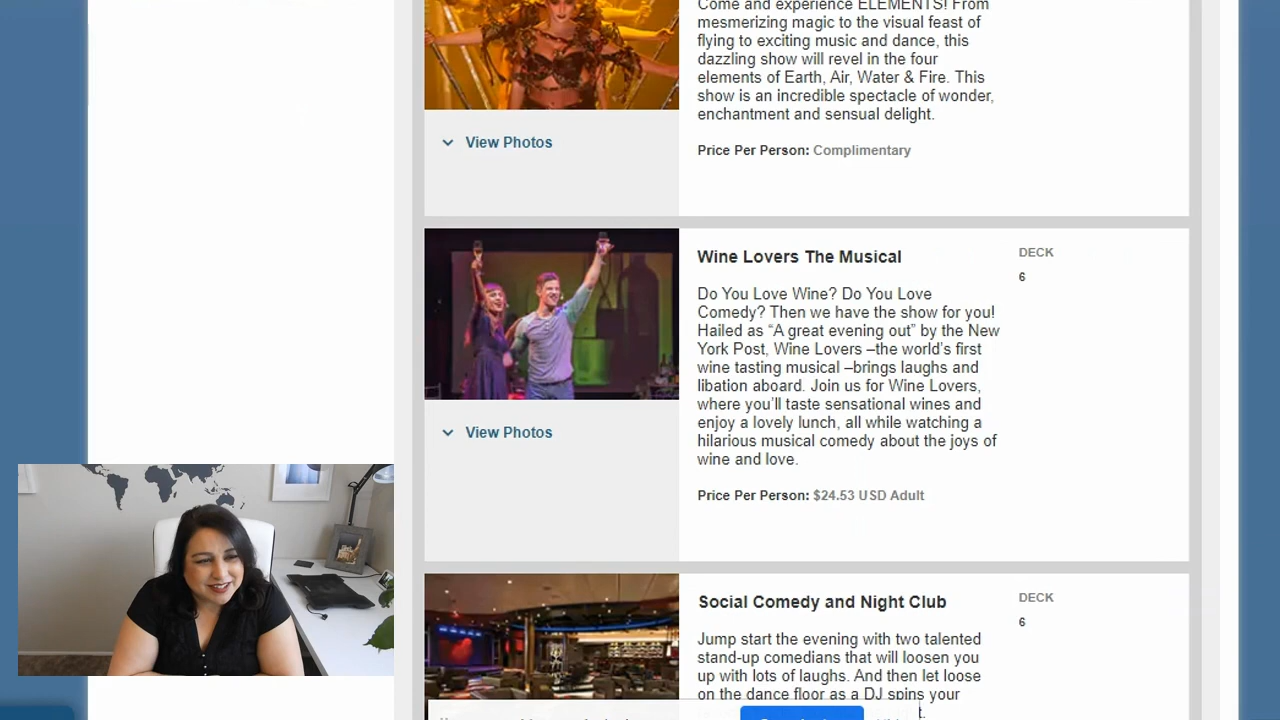 Come and experience ELEMENTS! From
mesmerizing magic to the visual feast of
flying to exciting music and dance, this
dazzling show will revel in the four
elements of Earth, Air, Water & Fire. This
show is an incredible spectacle of wonder,
enchantment and sensual delight.
View Photos
Price Per Person: Complimentary
Wine Lovers The Musical
DECK
6
Do You Love Wine? Do You Love
Comedy? Then we have the show for you!
Hailed as “A great evening out” by the New
York Post, Wine Lovers –the world’s first
wine tasting musical –brings laughs and
libation aboard. Join us for Wine Lovers,
where you’ll taste sensational wines and
enjoy a lovely lunch, all while watching a
hilarious musical comedy about the joys of
wine and love.
View Photos
Price Per Person: $24.53 USD Adult
Social Comedy and Night Club
DECK
6
Jump start the evening with two talented
stand-up comedians that will loosen you
up with lots of laughs. And then let loose
on the dance floor as a DJ spins your